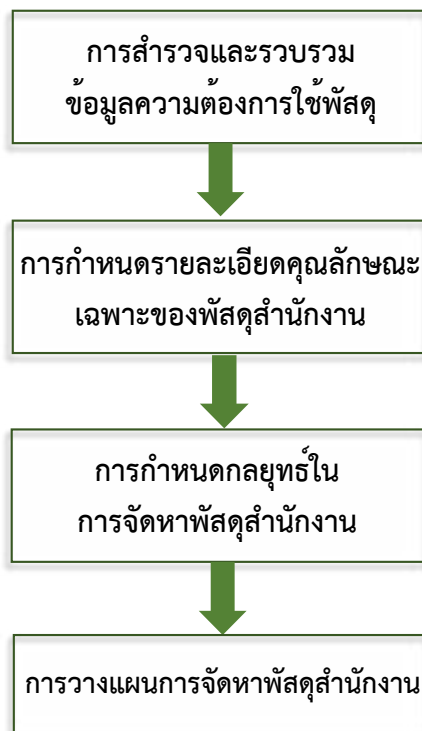 การสำรวจและรวบรวม
ข้อมูลความต้องการใช้พัสดุ
การกำหนดรายละเอียดคุณลักษณะ
เฉพาะของพัสดุสำนักงาน
การกำหนดกลยุทธ์ใน
การจัดหาพัสดุสำนักงาน
การวางแผนการจัดหาพัสดุสำนักงาน